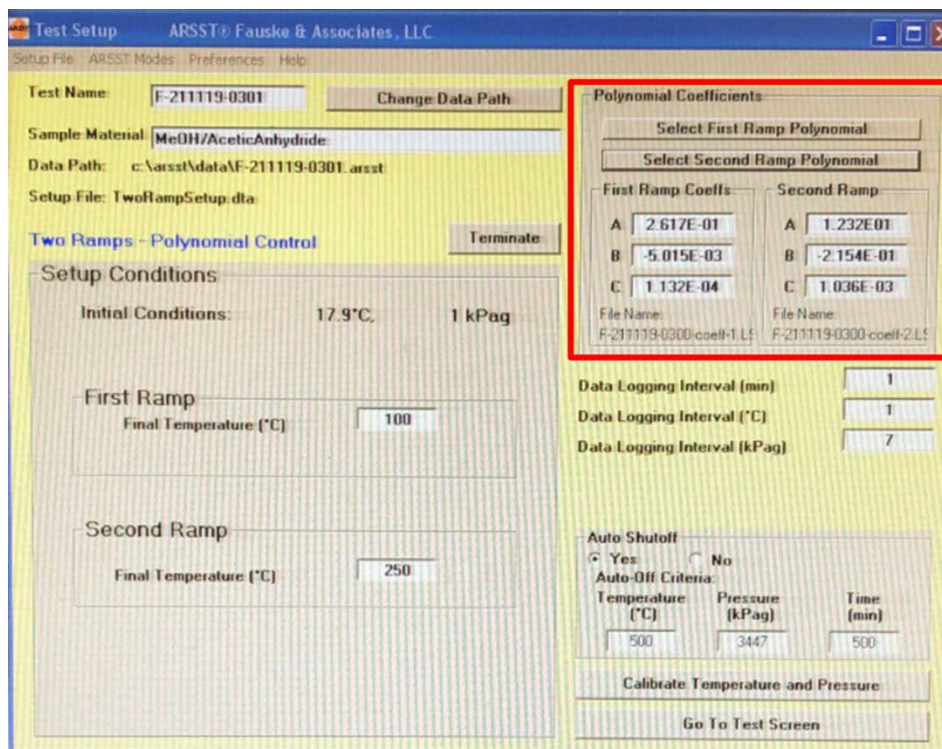 Test Setup ARSST® Fauske & Associates, LLC
Setup File ARSST Modes Preferences Help
Test Name: F-211119-0301 Change Data Path
Sample Material MeOH/AceticAnhydride
Data Path: c:\arsst\data\F-211119-0301.arsst
Setup File: TwoRampSetup.dta
Two Ramps - Polynomial Control Terminate
Setup Conditions
Initial Conditions: 17.9°C, 1 kPag
First Ramp
Final Temperature (°C) 100
Second Ramp
Final Temperature (°C) 250
Polynomial Coefficients
Select First Ramp Polynomial
Select Second Ramp Polynomial
First Ramp Coeffs Second Ramp
A 2.617E-01 A 1.232E01
B -5.015E-03 B -2.154E-01
C 1.132E-04 C 1.036E-03
File Name: File Name:
F-211119-0300-coeff-1.LS F-211119-0300-coeff-2.LS
Data Logging Interval (min) 1
Data Logging Interval (°C) 1
Data Logging Interval (kPag) 7
Auto Shutoff
Yes No
Auto-Off Criteria:
Temperature Pressure Time
(°C) (kPag) (min)
500 3447 500
Calibrate Temperature and Pressure
Go To Test Screen